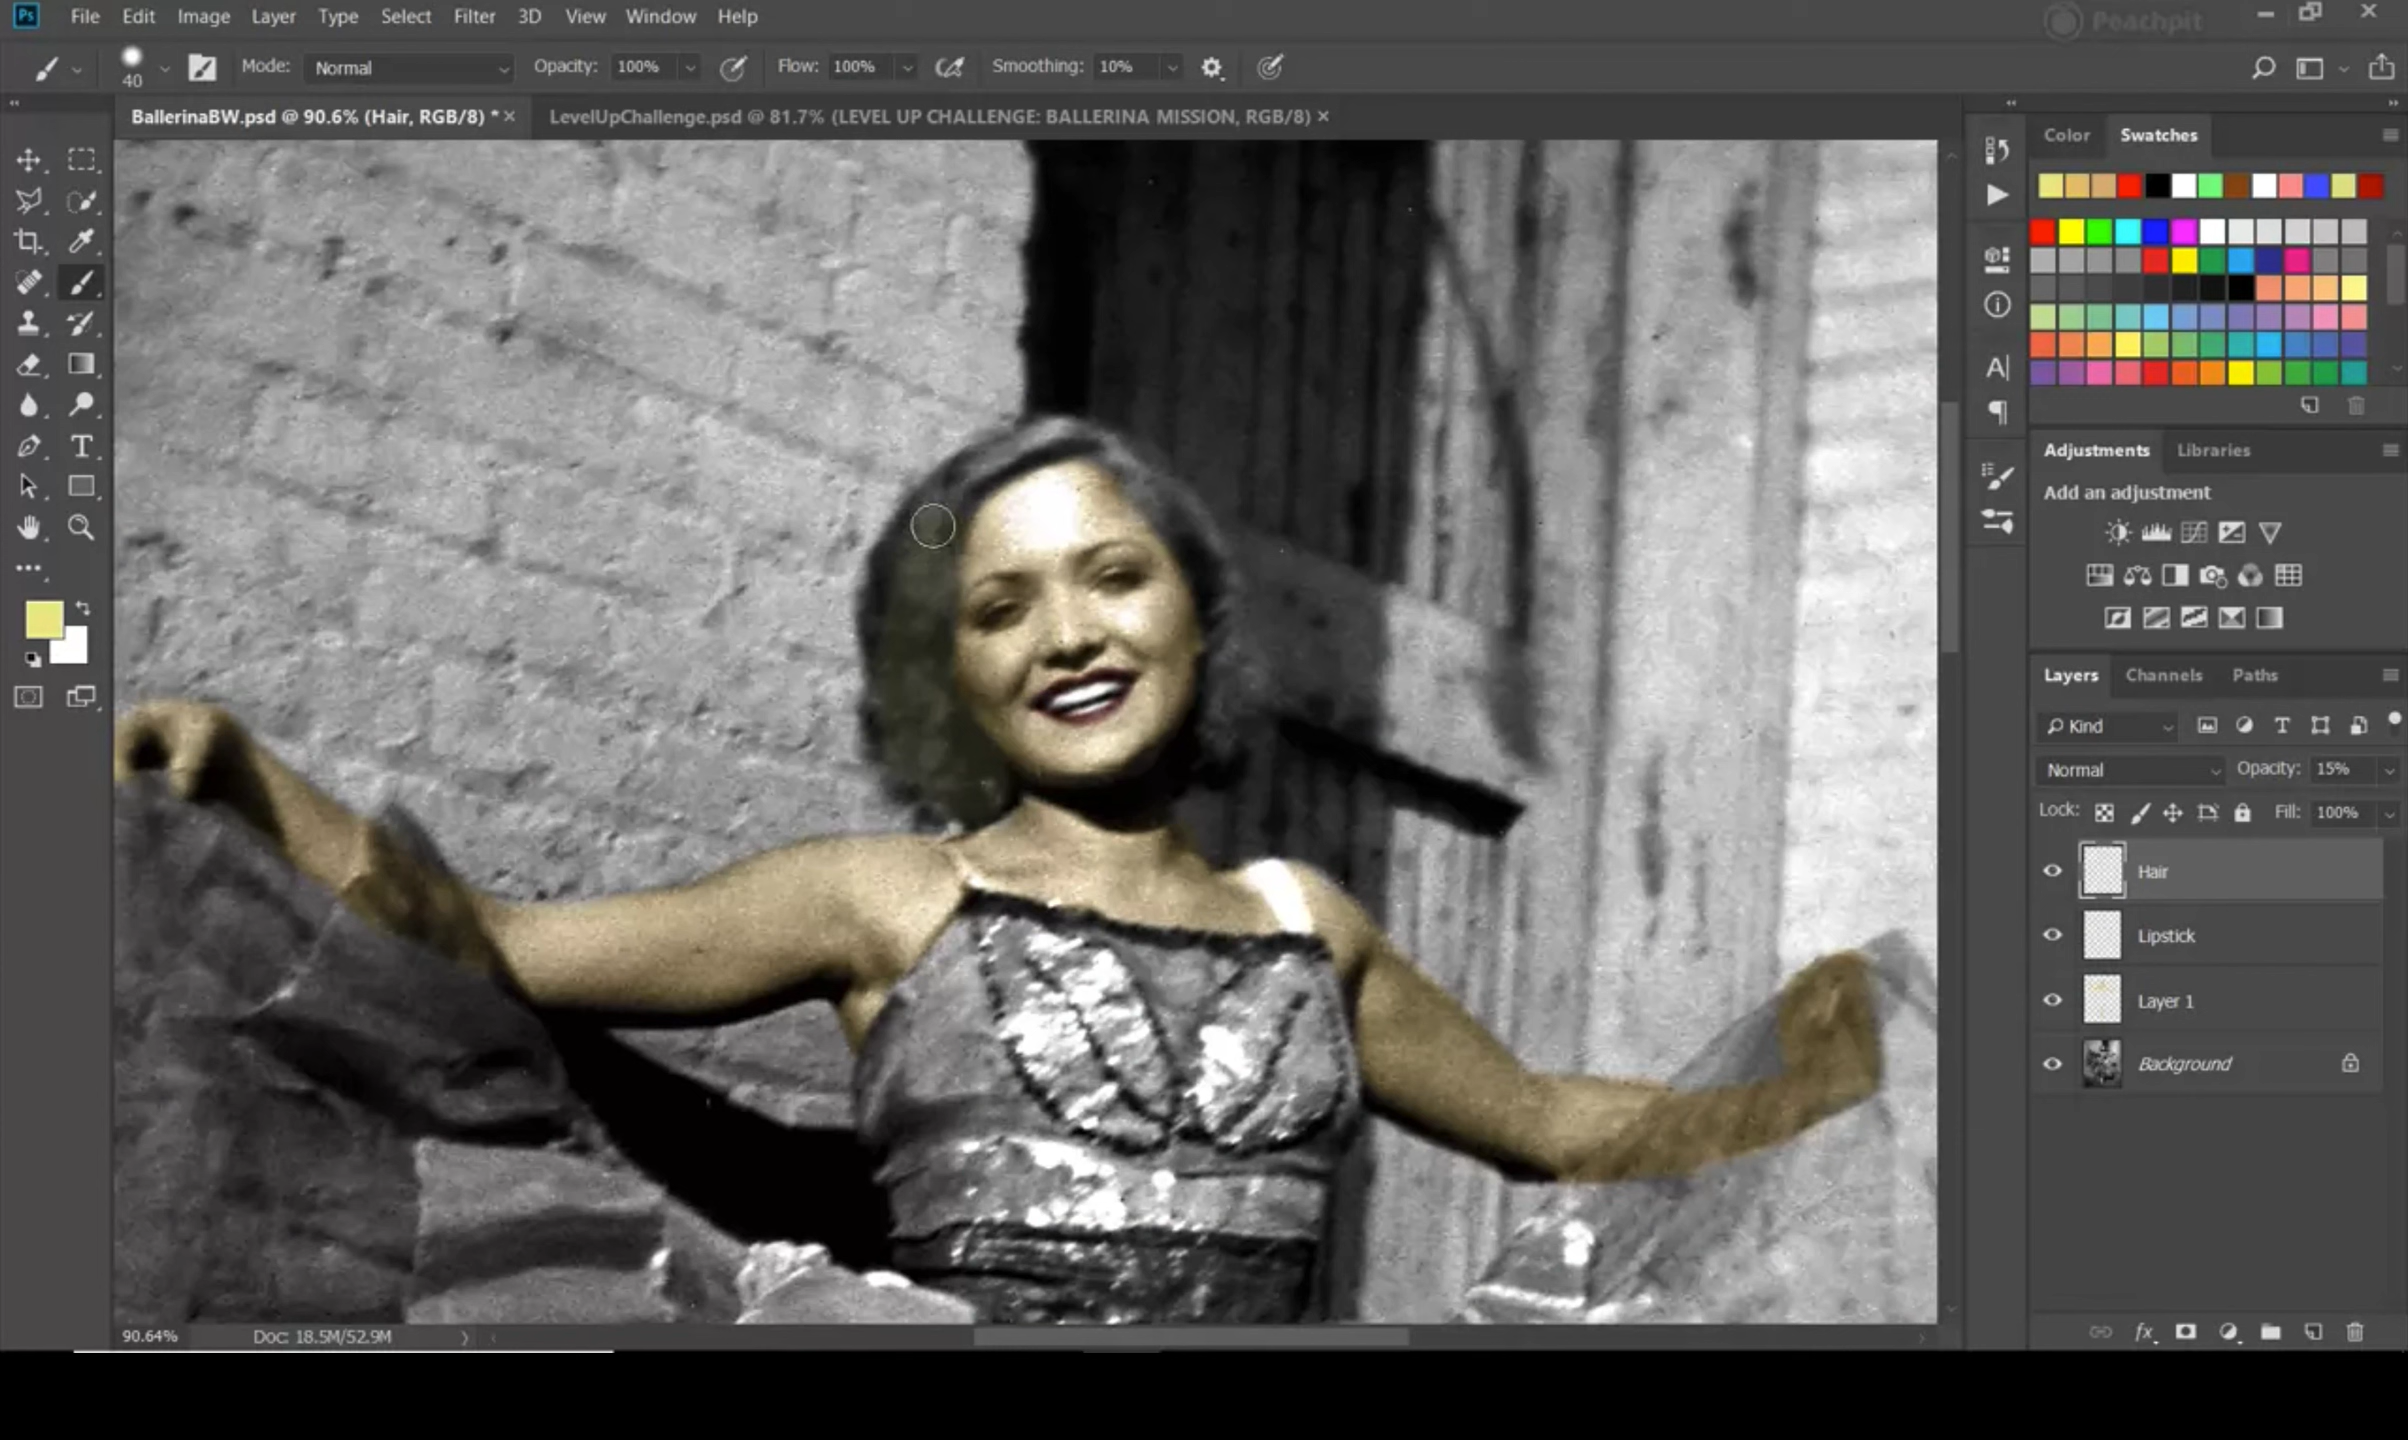 Ps File Edit Image Layer Type Select Filter 3D View Window Help Peachpit
40 Mode: Normal Opacity: 100% Flow: 100% Smoothing: 10%
BallerinaBW.psd @ 90.6% (Hair, RGB/8) * × LevelUpChallenge.psd @ 81.7% (LEVEL UP CHALLENGE: BALLERINA MISSION, RGB/8) ×
Color Swatches
Adjustments Libraries
Add an adjustment
Layers Channels Paths
Kind
Normal Opacity: 15%
Lock: Fill: 100%
Hair
Lipstick
Layer 1
Background
90.64% Doc: 18.5M/52.9M